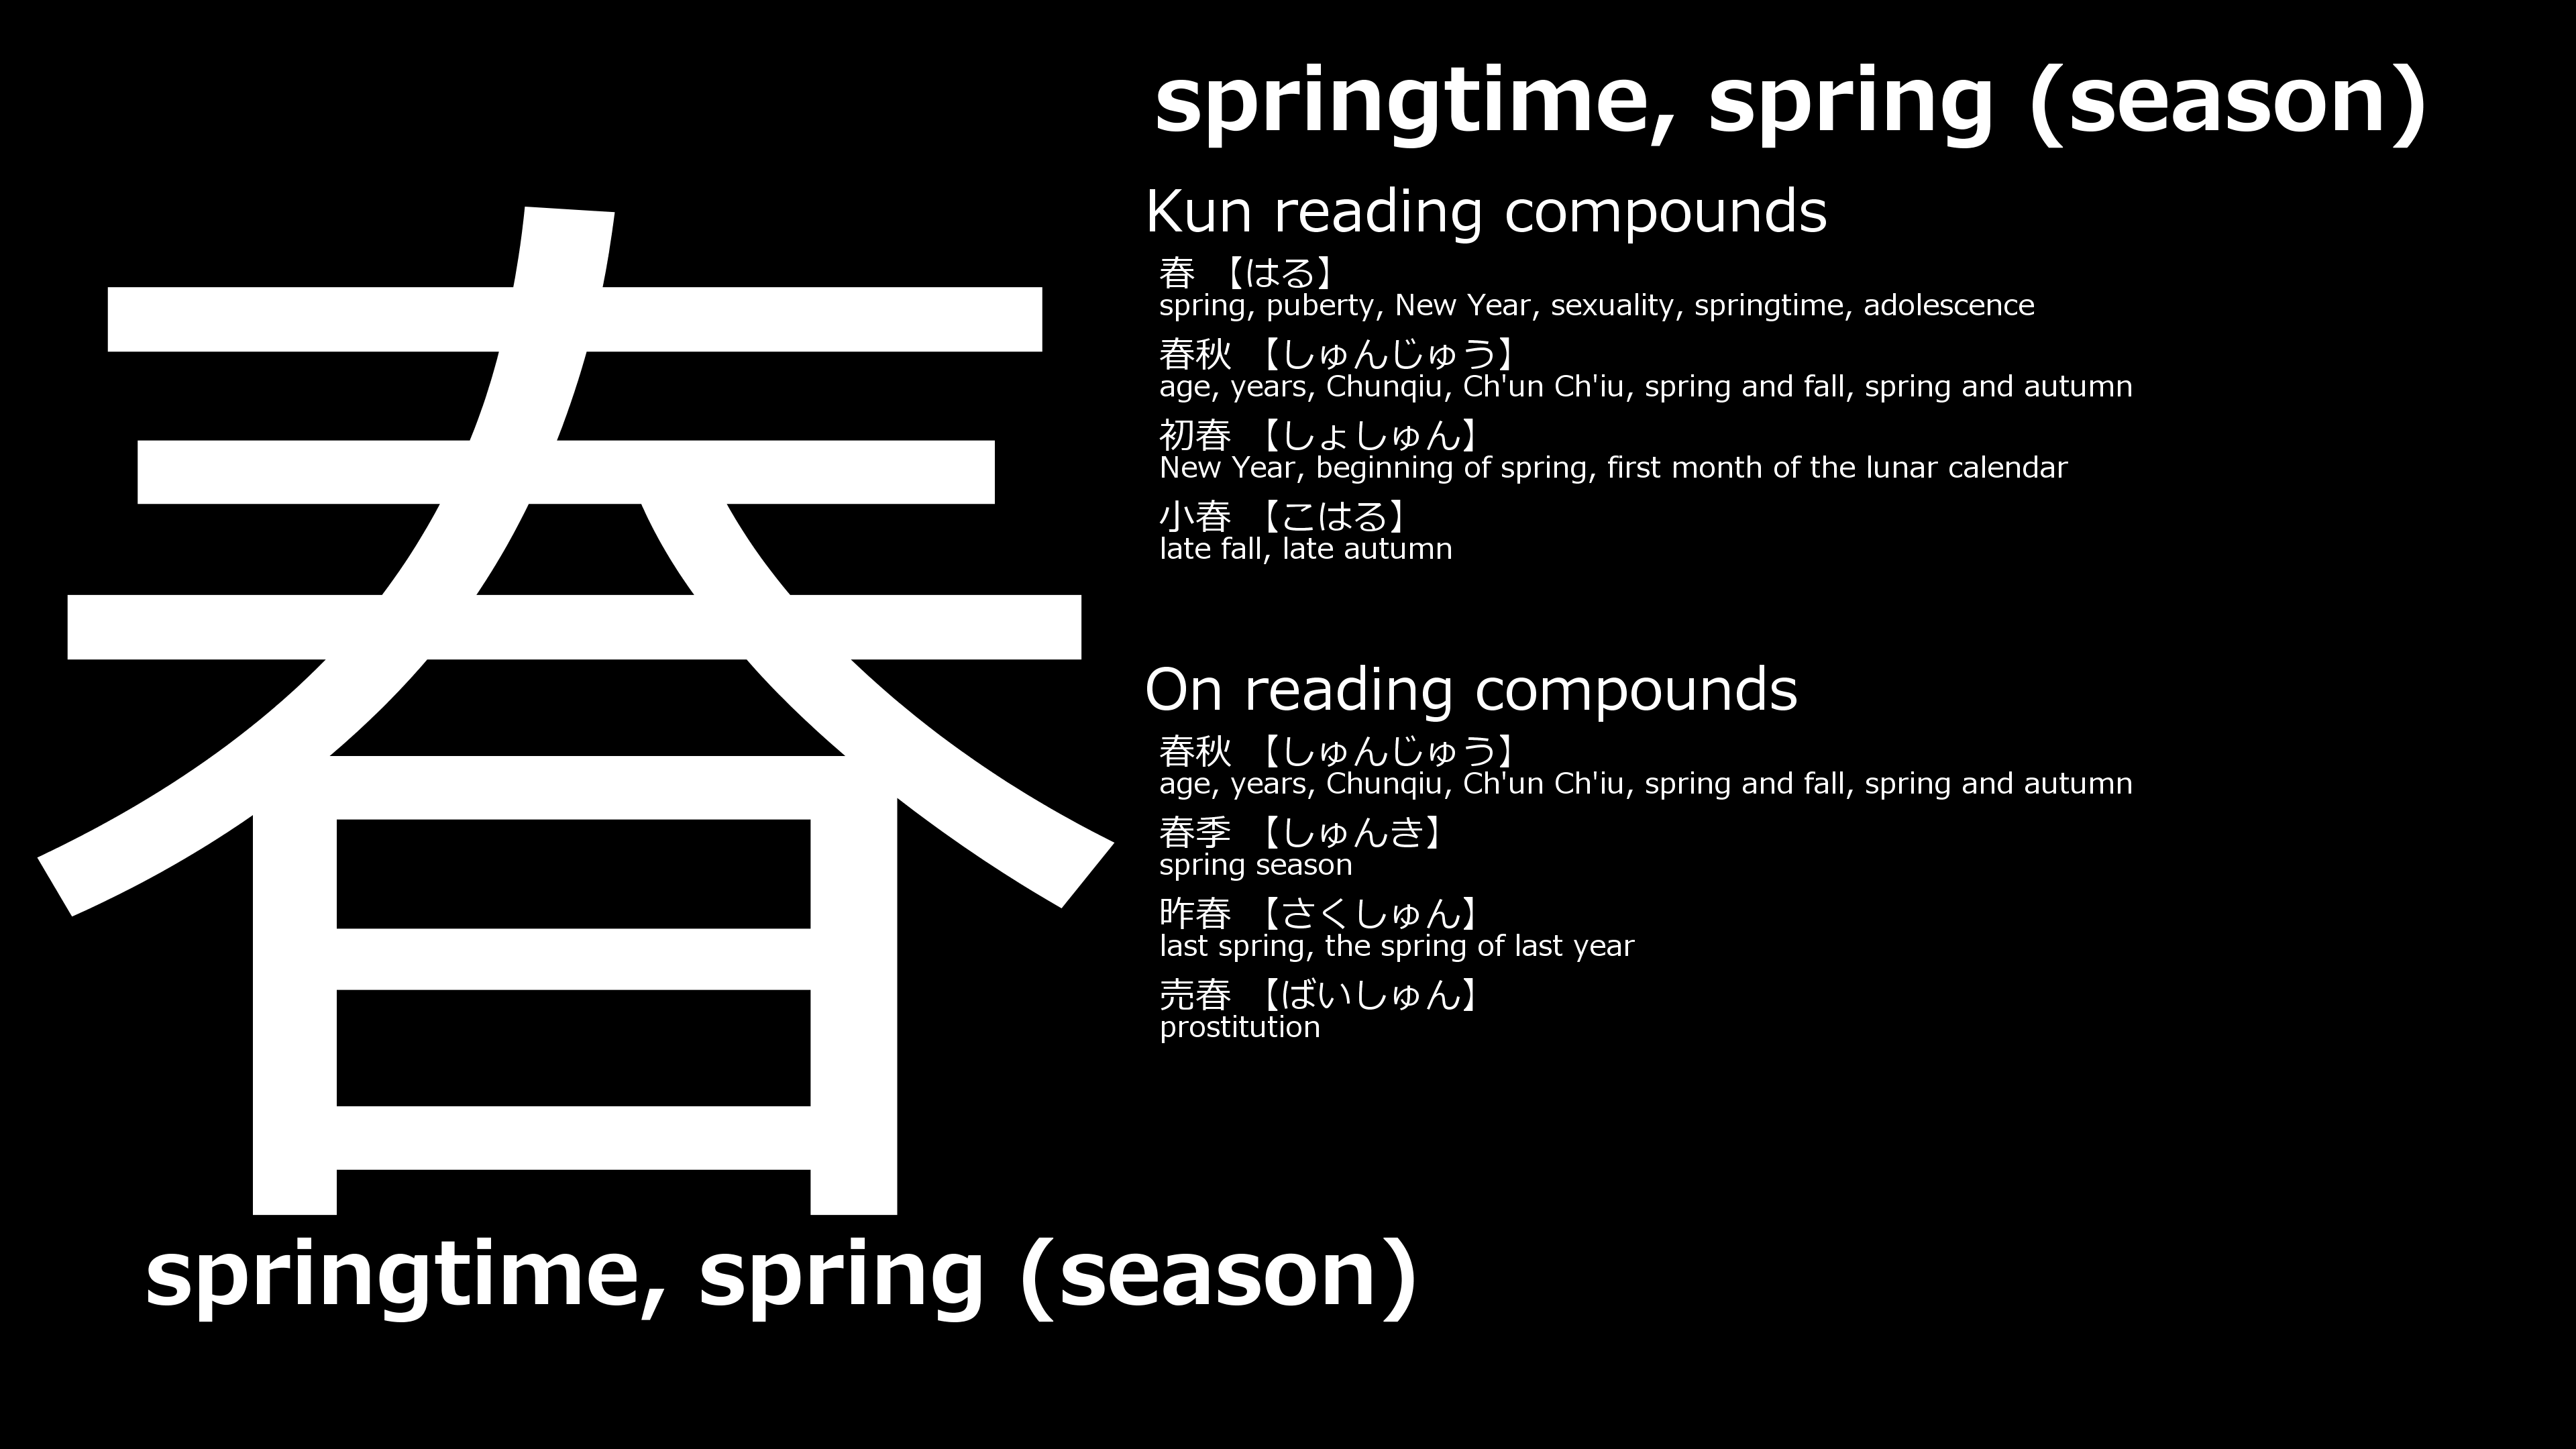 春
springtime, spring (season)
springtime, spring (season)
Kun reading compounds
春 【はる】
spring, puberty, New Year, sexuality, springtime, adolescence
春秋 【しゅんじゅう】
age, years, Chunqiu, Ch'un Ch'iu, spring and fall, spring and autumn
初春 【しょしゅん】
New Year, beginning of spring, first month of the lunar calendar
小春 【こはる】
late fall, late autumn
On reading compounds
春秋 【しゅんじゅう】
age, years, Chunqiu, Ch'un Ch'iu, spring and fall, spring and autumn
春季 【しゅんき】
spring season
昨春 【さくしゅん】
last spring, the spring of last year
売春 【ばいしゅん】
prostitution